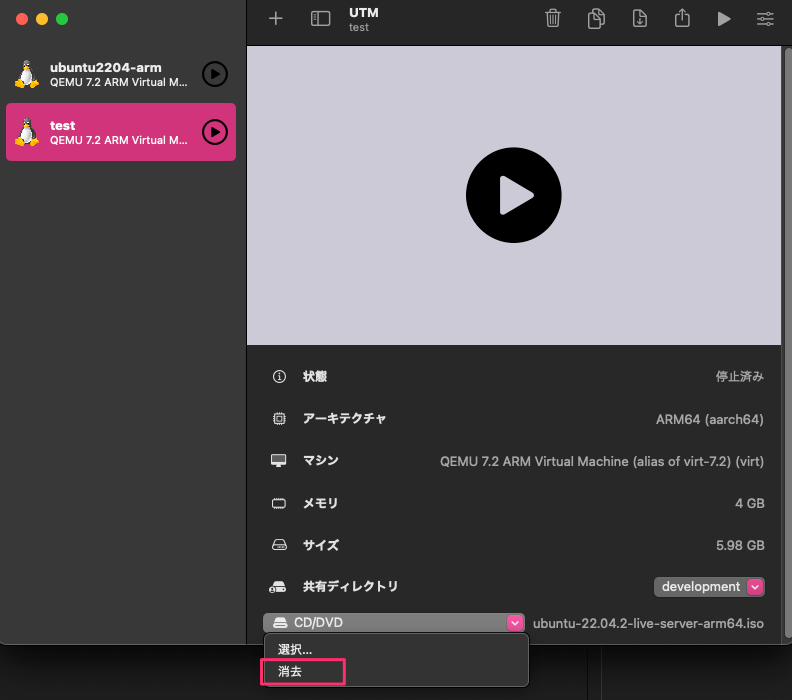 UTM
test
ubuntu2204-arm
QEMU 7.2 ARM Virtual M...
test
QEMU 7.2 ARM Virtual M...
状態 停止済み
アーキテクチャ ARM64 (aarch64)
マシン QEMU 7.2 ARM Virtual Machine (alias of virt-7.2) (virt)
メモリ 4 GB
サイズ 5.98 GB
共有ディレクトリ development
CD/DVD ubuntu-22.04.2-live-server-arm64.iso
選択...
消去